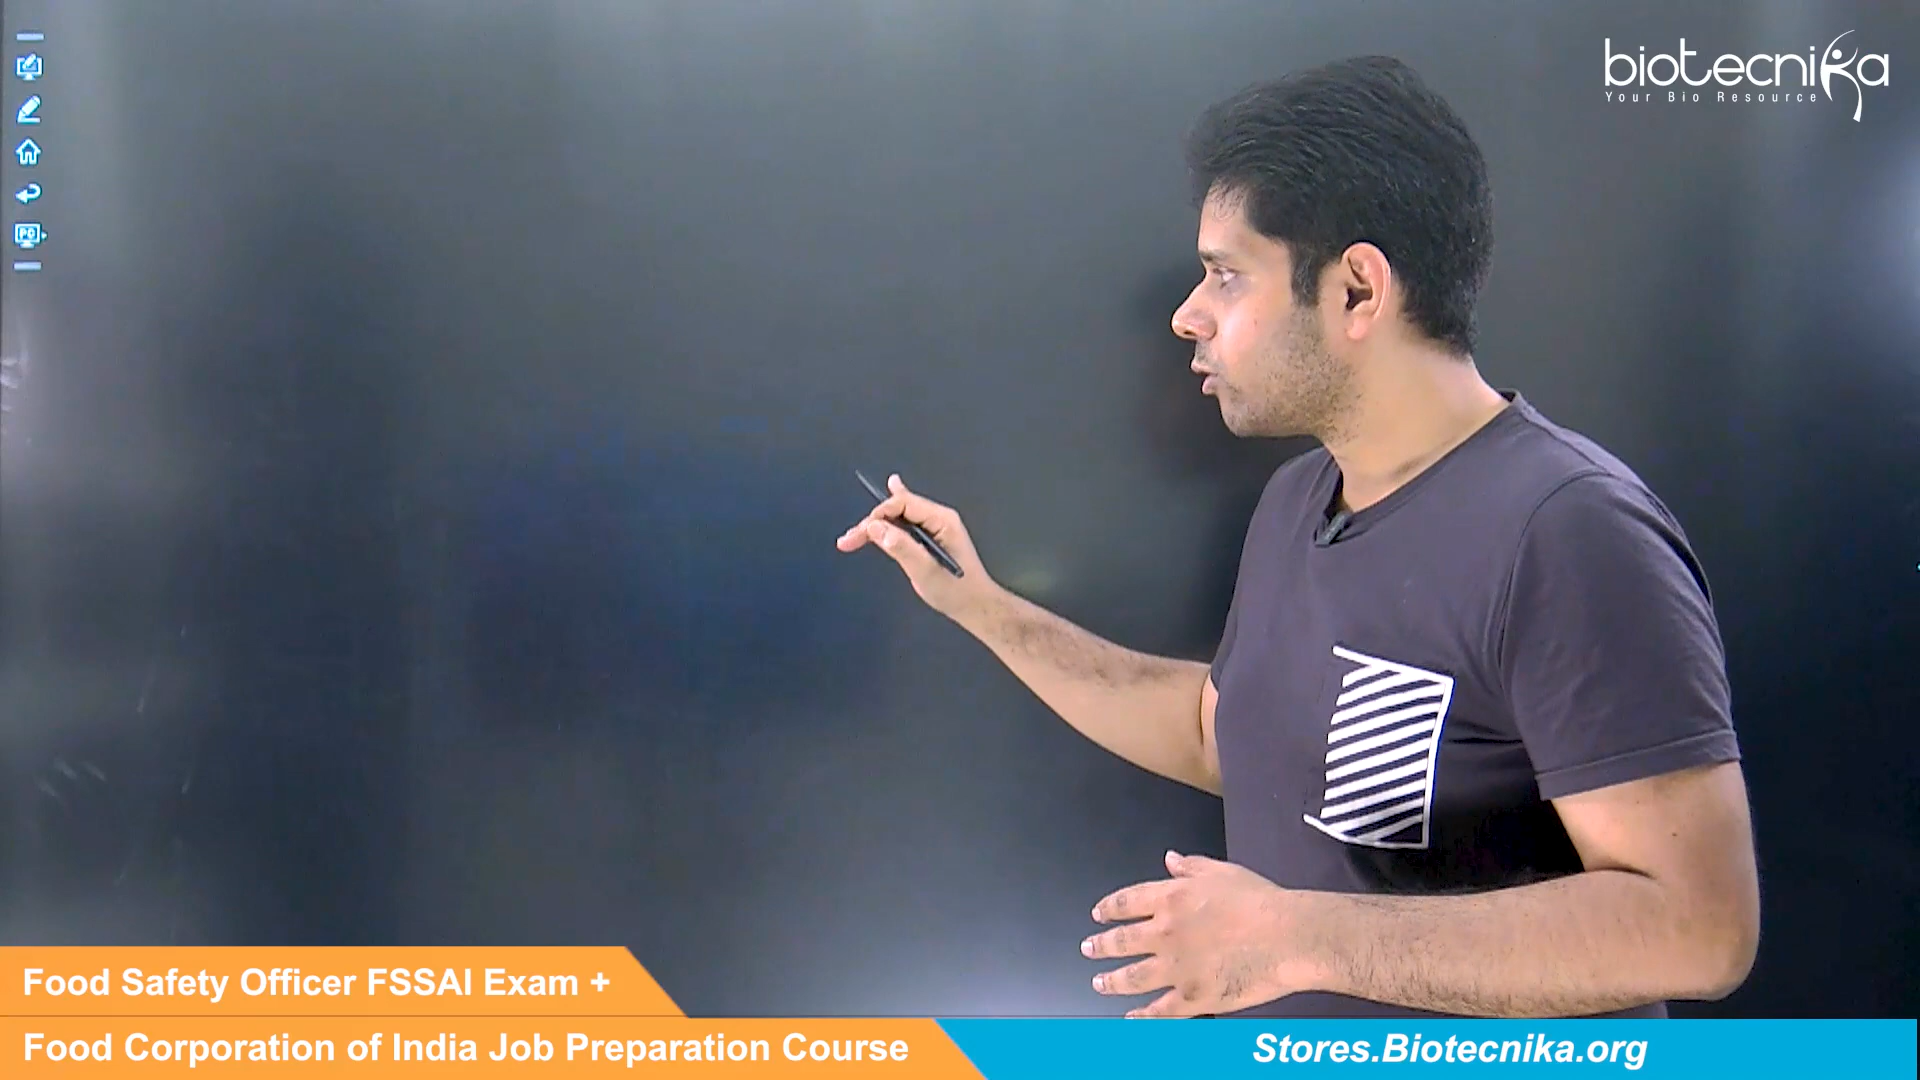 biotecnika
Your Bio Resource
PC
Food Safety Officer FSSAI Exam +
Food Corporation of India Job Preparation Course
Stores.Biotecnika.org